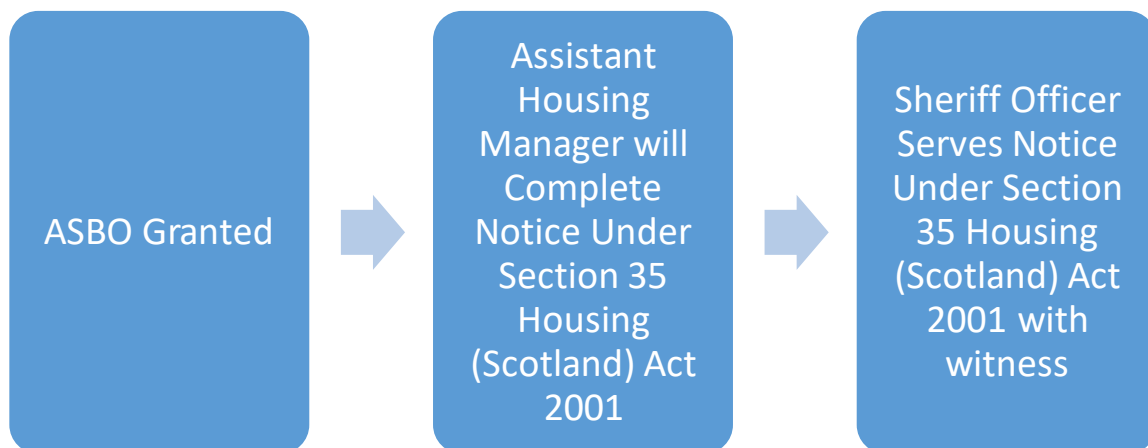 ASBO Granted
Assistant
Housing
Manager will
Complete
Notice Under
Section 35
Housing
(Scotland) Act
2001
Sheriff Officer
Serves Notice
Under Section
35 Housing
(Scotland) Act
2001 with
witness